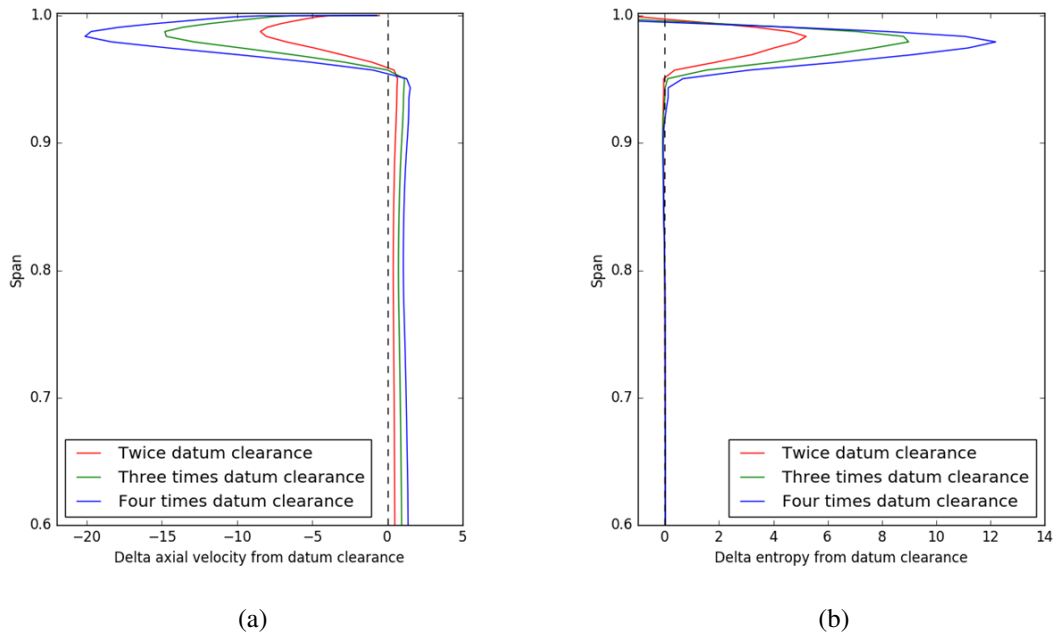 1.0
0.9
0.8
0.7
0.6
Span
−20
−15
−10
−5
0
5
Delta axial velocity from datum clearance
Twice datum clearance
Three times datum clearance
Four times datum clearance
(a)
1.0
0.9
0.8
0.7
0.6
Span
0
2
4
6
8
10
12
14
Delta entropy from datum clearance
Twice datum clearance
Three times datum clearance
Four times datum clearance
(b)